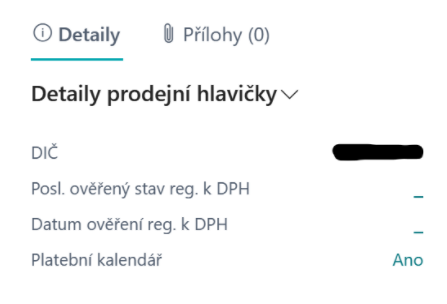 Detaily Přílohy (0)
Detaily prodejní hlavičky
DIČ
Posl. ověřený stav reg. k DPH _
Datum ověření reg. k DPH _
Platební kalendář Ano